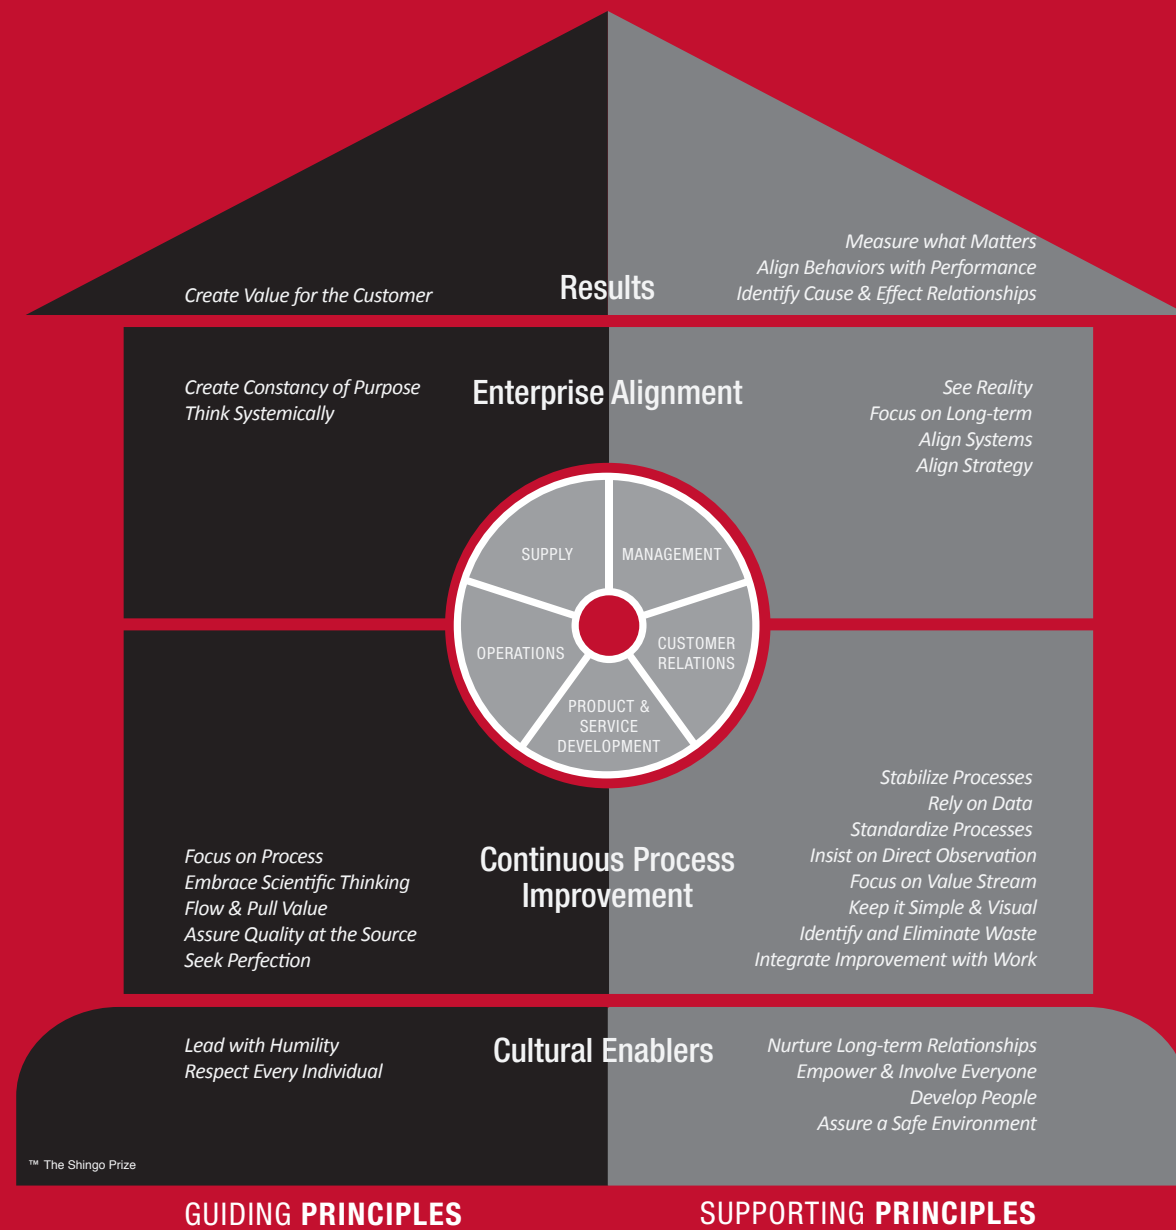 Create Value for the Customer
Results
Measure what Matters
Align Behaviors with Performance
Identify Cause & Effect Relationships
Create Constancy of Purpose
Think Systemically
Enterprise Alignment
See Reality
Focus on Long-term
Align Systems
Align Strategy
SUPPLY
MANAGEMENT
OPERATIONS
CUSTOMER
RELATIONS
PRODUCT &
SERVICE
DEVELOPMENT
Focus on Process
Embrace Scientific Thinking
Flow & Pull Value
Assure Quality at the Source
Seek Perfection
Continuous Process
Improvement
Stabilize Processes
Rely on Data
Standardize Processes
Insist on Direct Observation
Focus on Value Stream
Keep it Simple & Visual
Identify and Eliminate Waste
Integrate Improvement with Work
Lead with Humility
Respect Every Individual
Cultural Enablers
Nurture Long-term Relationships
Empower & Involve Everyone
Develop People
Assure a Safe Environment
™ The Shingo Prize
GUIDING PRINCIPLES
SUPPORTING PRINCIPLES